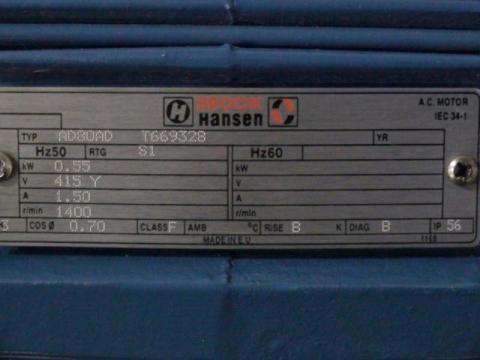 BROOK
Hansen
A.C. MOTOR
IEC 34-1
TYP AD80AD T669328 YR
Hz50 RTG S1 Hz60
kW 0.55 kW
V 415 Y V
A 1.50 A
r/min 1400 r/min
COSØ 0.70 CLASS F AMB °C RISE B K DIAG B IP 56
MADE IN E.U.